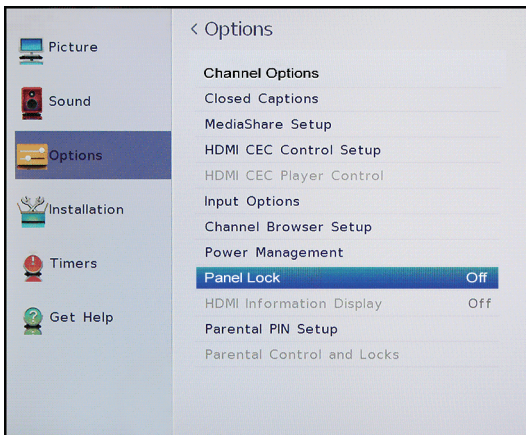 Picture
Sound
Options
Installation
Timers
Get Help
< Options
Channel Options
Closed Captions
MediaShare Setup
HDMI CEC Control Setup
HDMI CEC Player Control
Input Options
Channel Browser Setup
Power Management
Panel Lock Off
HDMI Information Display Off
Parental PIN Setup
Parental Control and Locks